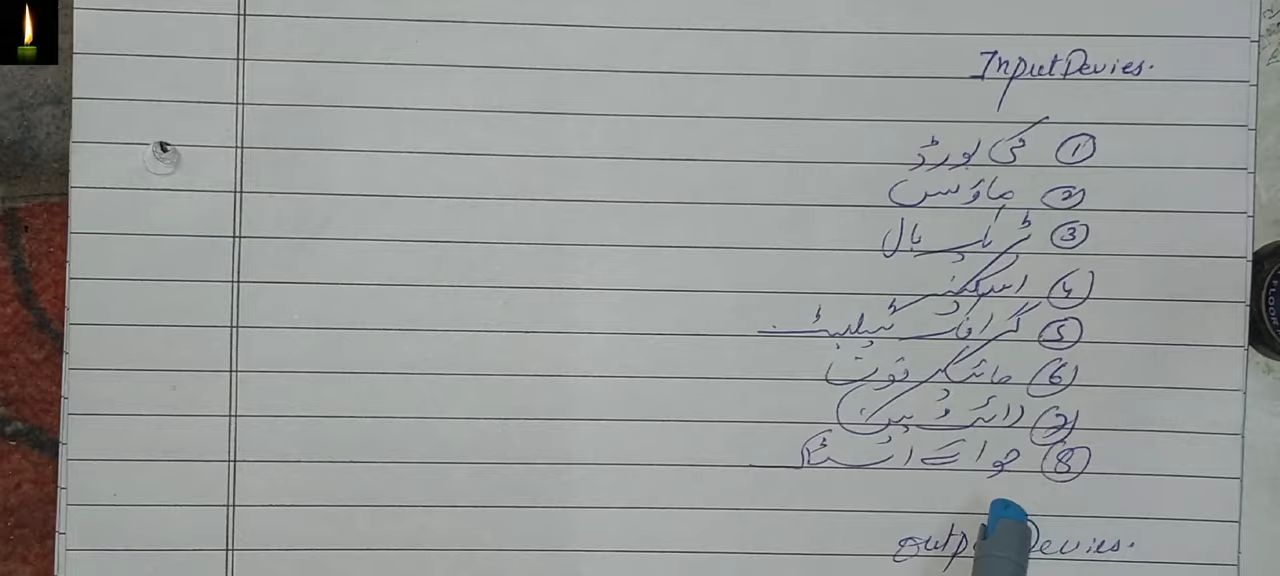 Input Devies.
① کی بورڈ
② ماؤس
③ ٹریک بال
④ اسکینر
⑤ گرافک ٹیبلیٹ
⑥ مائیکروفون
⑦ لائٹ پین
⑧ جوائے اسٹک
output Devies.